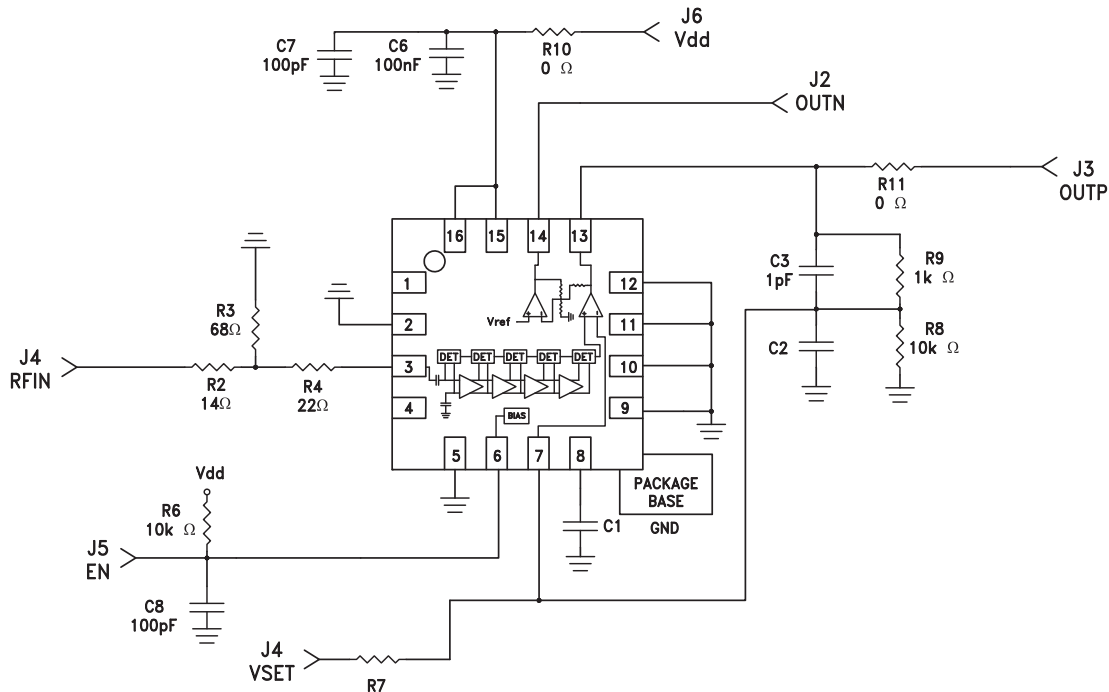 J6
Vdd
C7
100pF
C6
100nF
R10
0 Ω
J2
OUTN
J3
OUTP
R11
0 Ω
16
15
14
13
C3
1pF
R9
1k Ω
1
12
R3
68Ω
2
Vref
11
C2
R8
10k Ω
J4
RFIN
R2
14Ω
R4
22Ω
3
DET
DET
DET
DET
DET
10
4
BIAS
9
5
6
7
8
PACKAGE
BASE
GND
Vdd
R6
10k Ω
C1
J5
EN
C8
100pF
J4
VSET
R7